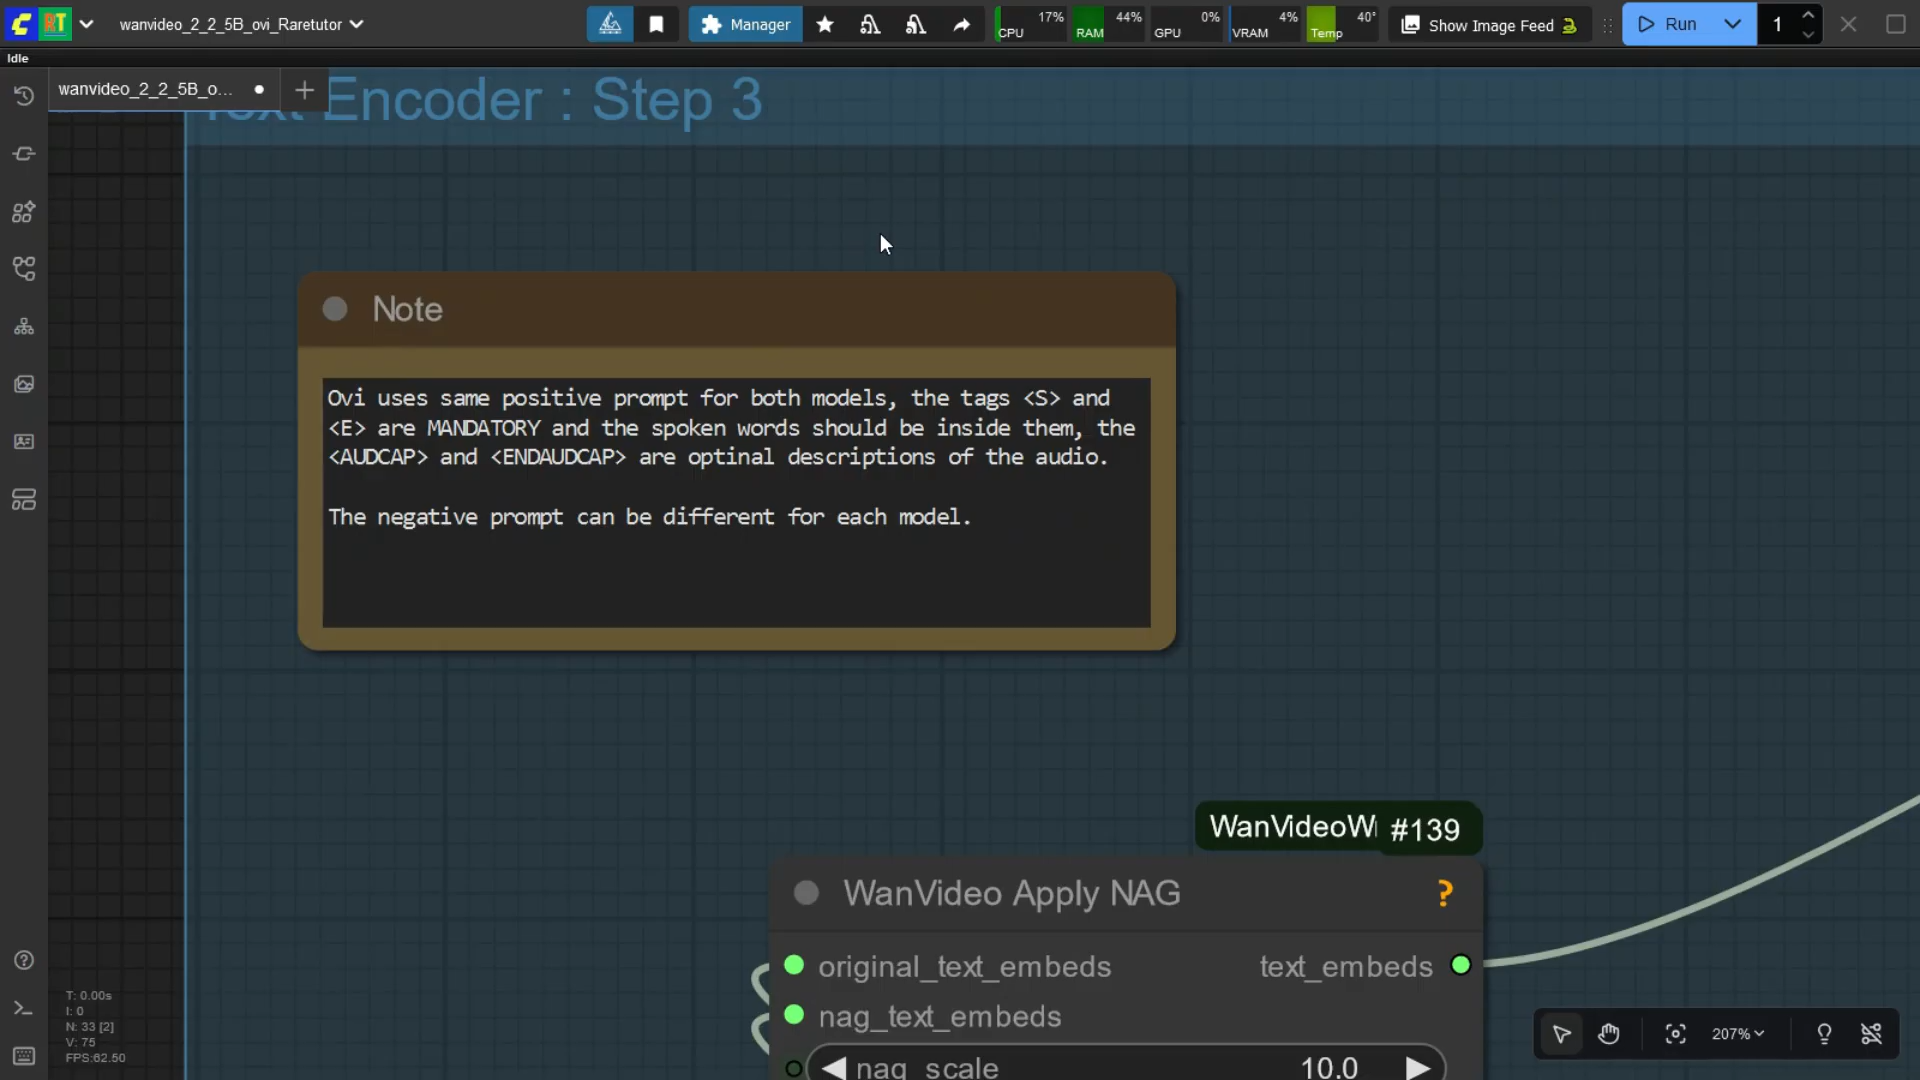 C RT wanvideo_2_2_5B_ovi_Raretutor Manager CPU 17% RAM 44% GPU 0% VRAM 4% Temp 40° Show Image Feed Run 1
Idle
wanvideo_2_2_5B_o...
Text Encoder : Step 3
Note
Ovi uses same positive prompt for both models, the tags <S> and
<E> are MANDATORY and the spoken words should be inside them, the
<AUDCAP> and <ENDAUDCAP> are optinal descriptions of the audio.
The negative prompt can be different for each model.
WanVideoW #139
WanVideo Apply NAG ?
original_text_embeds text_embeds
nag_text_embeds
nag_scale 10.0
T: 0.00s
I: 0
N: 33 [2]
V: 75
FPS:62.50
207%